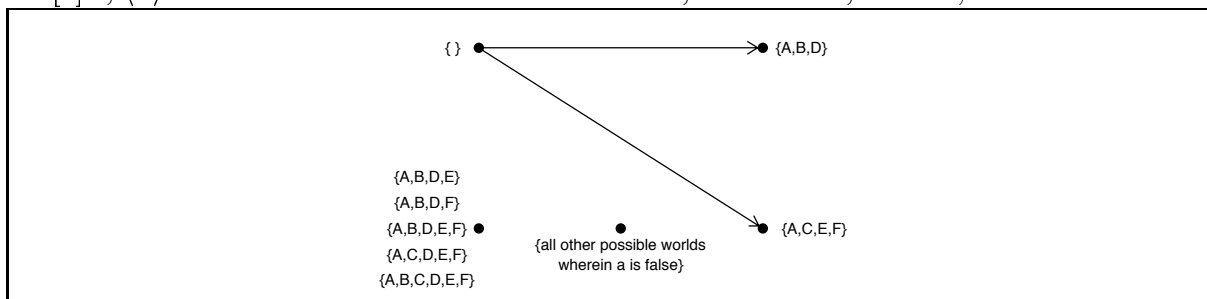 { }
{A,B,D}
{A,B,D,E}
{A,B,D,F}
{A,B,D,E,F}
{A,C,D,E,F}
{A,B,C,D,E,F}
{all other possible worlds
wherein a is false}
{A,C,E,F}